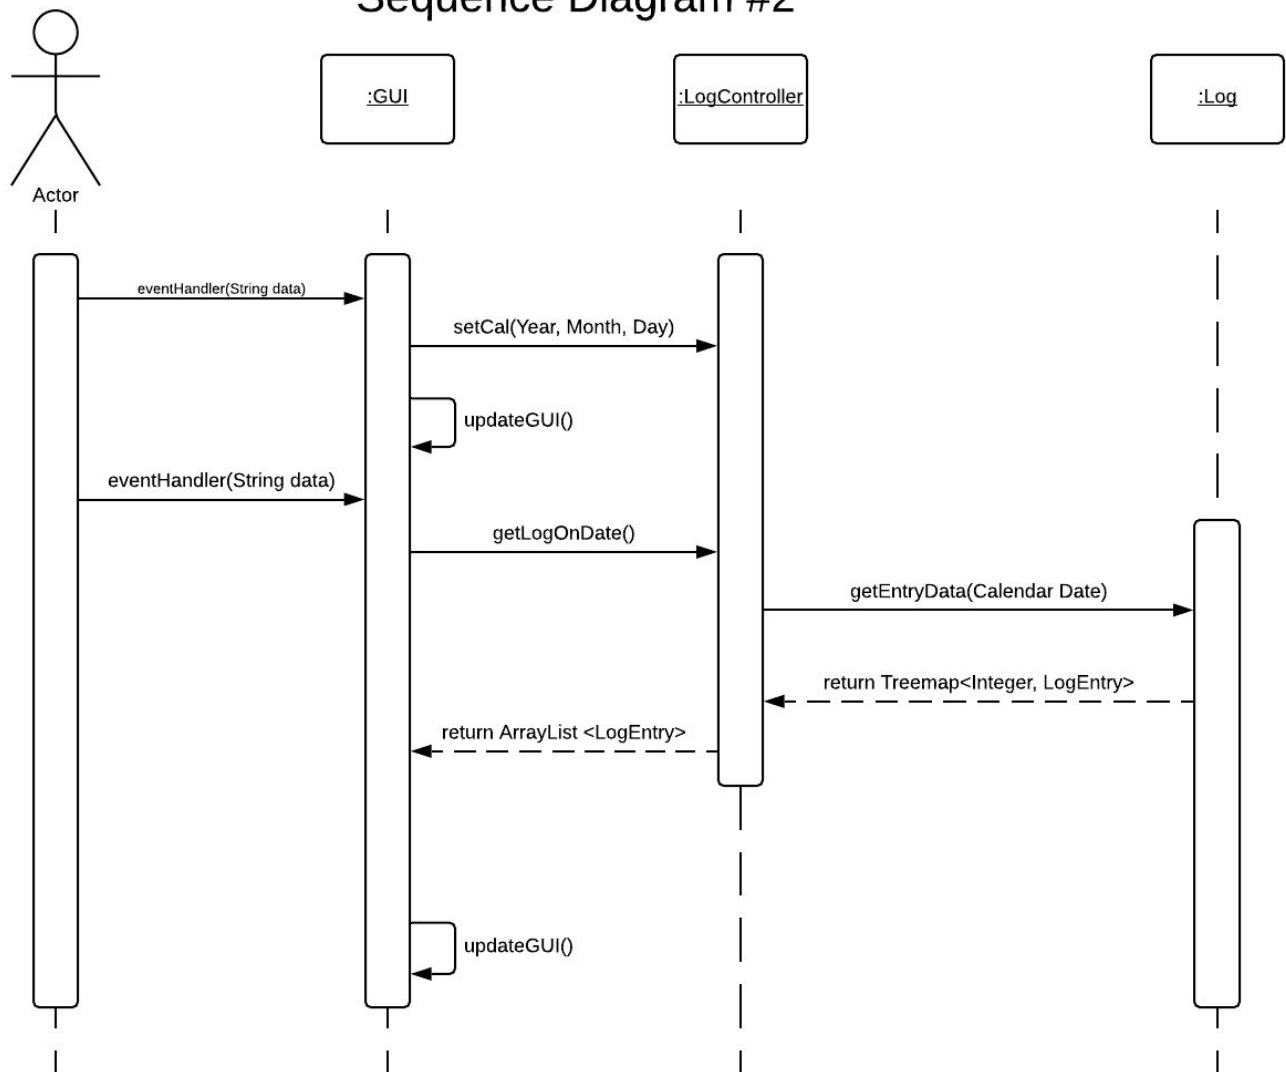 Sequence Diagram #2
:GUI
:LogController
:Log
Actor
eventHandler(String data)
setCal(Year, Month, Day)
updateGUI()
eventHandler(String data)
getLogOnDate()
getEntryData(Calendar Date)
return Treemap<Integer, LogEntry>
return ArrayList <LogEntry>
updateGUI()